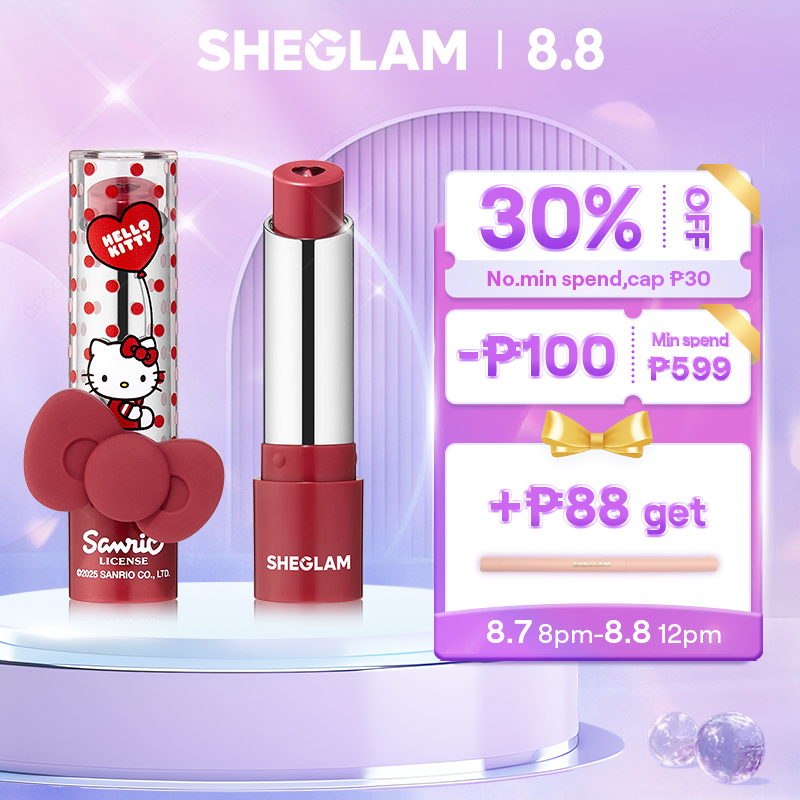 SHEGLAM | 8.8
HELLO
KITTY
Sanrio
LICENSE
©2025 SANRIO CO., LTD.
SHEGLAM
30% OFF
No.min spend,cap ₱30
-₱100
Min spend
₱599
+₱88 get
SHEGLAM
8.7 8pm-8.8 12pm